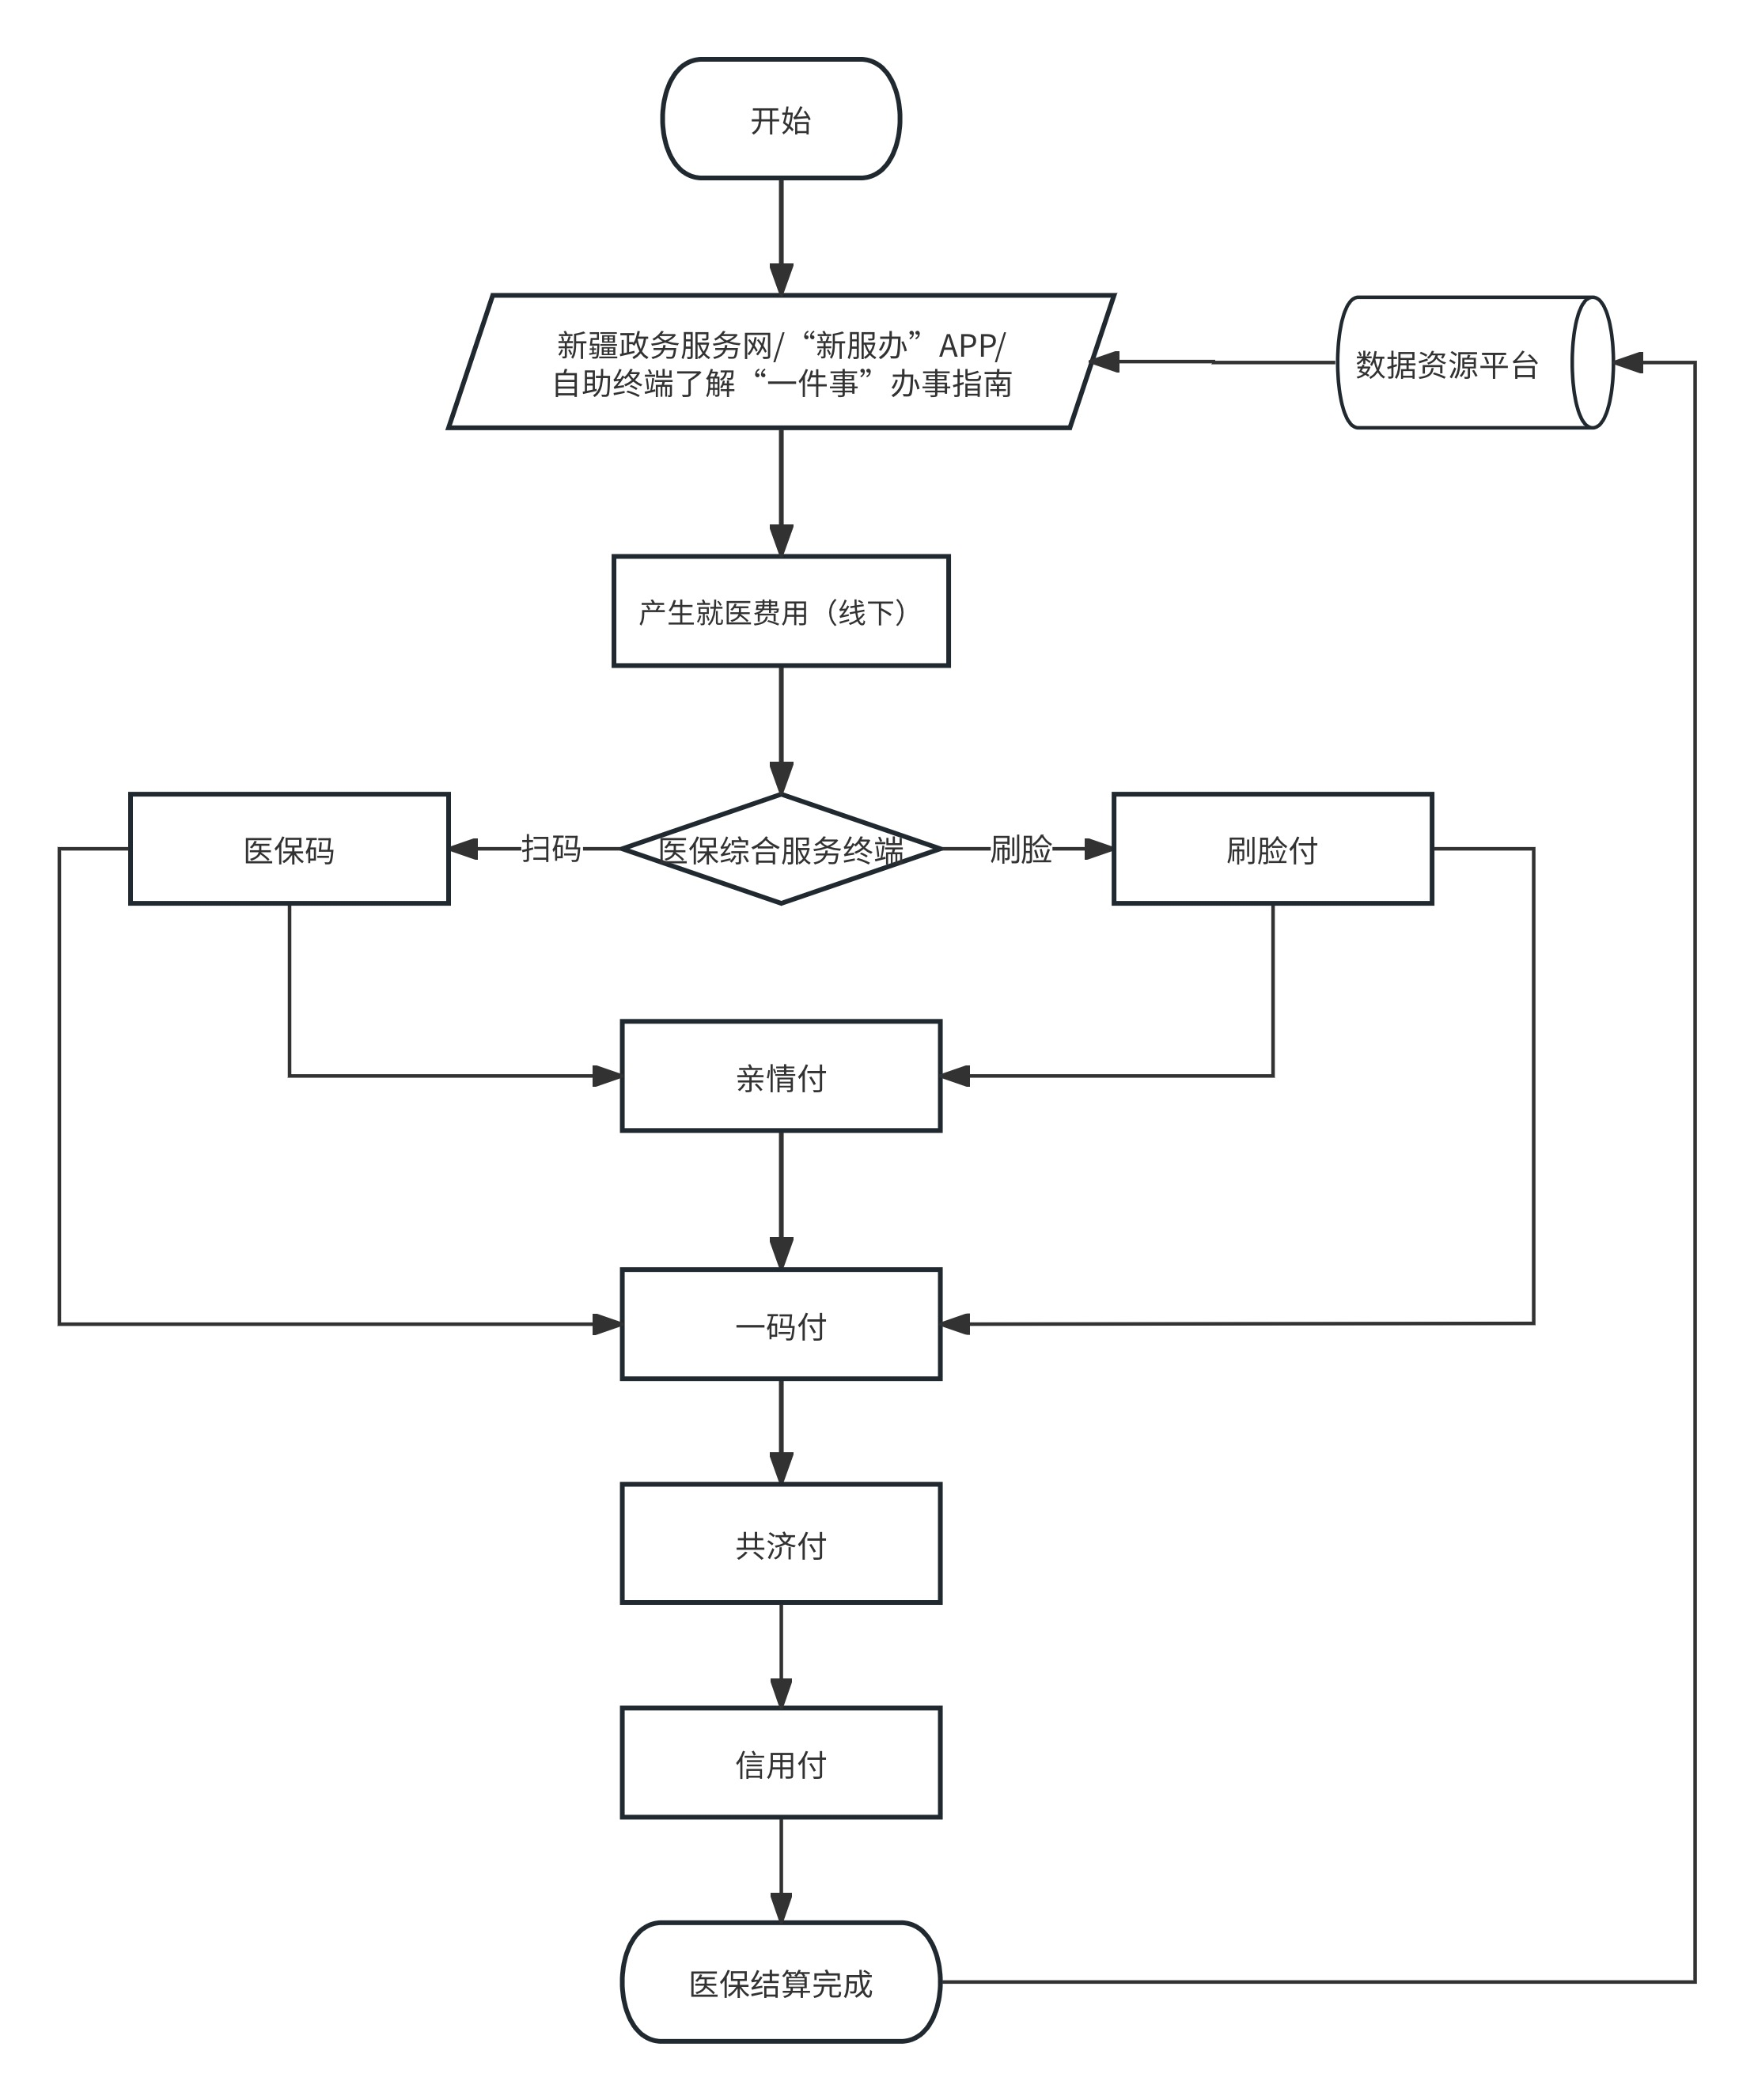 开始
新疆政务服务网/“新服办”APP/
自助终端了解“一件事”办事指南
数据资源平台
产生就医费用（线下）
医保码
扫码
医保综合服务终端
刷脸
刷脸付
亲情付
一码付
共济付
信用付
医保结算完成